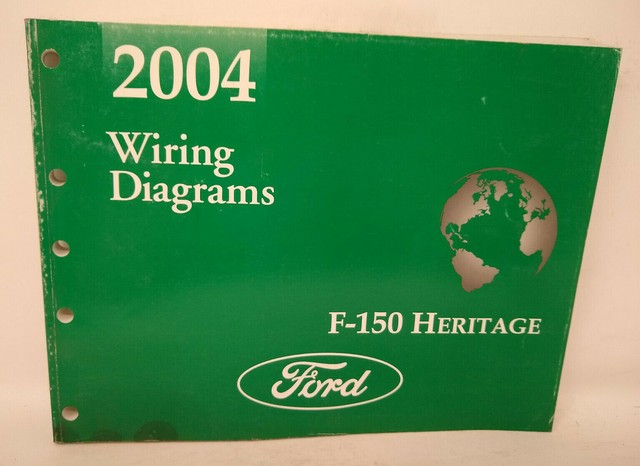 2004
Wiring
Diagrams
F-150 HERITAGE
Ford